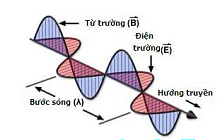 Từ trường (B⃗)
Điện
trường(E⃗)
Hướng truyền
Bước sóng (λ)